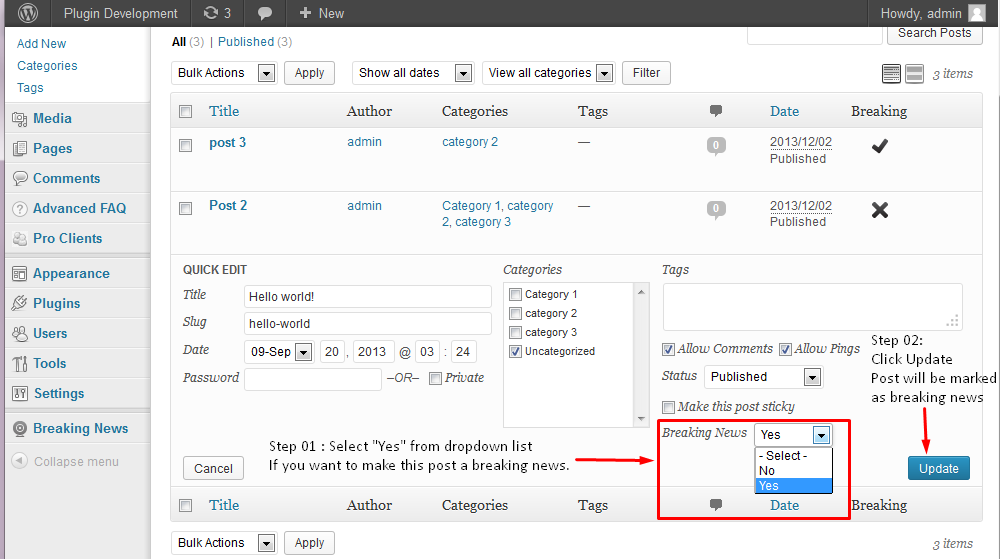 Plugin Development
3
New
Howdy, admin
Add New
Categories
Tags
Media
Pages
Comments
Advanced FAQ
Pro Clients
Appearance
Plugins
Users
Tools
Settings
Breaking News
Collapse menu
All (3) | Published (3)
Search Posts
Bulk Actions
Apply
Show all dates
View all categories
Filter
3 items
Title Author Categories Tags Date Breaking
post 3 admin category 2 — 0 2013/12/02
Published
Post 2 admin Category 1, category — 0 2013/12/02
2, category 3 Published
QUICK EDIT
Title Hello world!
Slug hello-world
Date 09-Sep 20 , 2013 @ 03 : 24
Password –OR– Private
Categories
Category 1
category 2
category 3
Uncategorized
Tags
Allow Comments Allow Pings
Status Published
Make this post sticky
Breaking News Yes
- Select -
No
Yes
Step 02:
Click Update
Post will be marked
as breaking news
Step 01 : Select "Yes" from dropdown list
If you want to make this post a breaking news.
Cancel
Update
Title Author Categories Tags Date Breaking
Bulk Actions
Apply
3 items